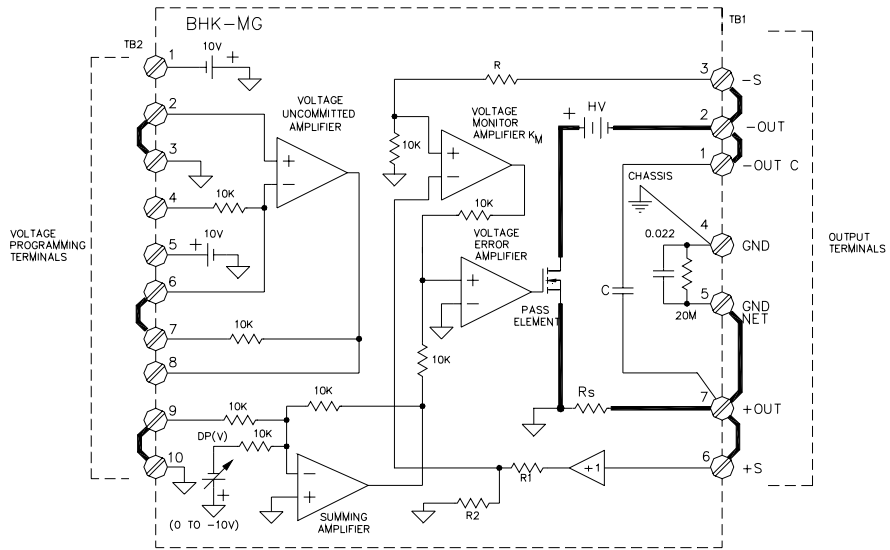 BHK-MG
TB1
TB2
1
10V
+
2
3
4
10K
5
+
10V
6
7
10K
8
9
10K
10
DP(V)
10K
+
(0 TO -10V)
10K
VOLTAGE
PROGRAMMING
TERMINALS
VOLTAGE
UNCOMMITTED
AMPLIFIER
+
−
SUMMING
AMPLIFIER
−
+
R
10K
VOLTAGE
MONITOR
AMPLIFIER KM
+
−
10K
VOLTAGE
ERROR
AMPLIFIER
+
−
10K
PASS
ELEMENT
+
HV
CHASSIS
0.022
20M
C
Rs
R1
R2
+1
3
-S
2
-OUT
1
-OUT C
4
GND
5
GND
NET
7
+OUT
6
+S
OUTPUT
TERMINALS